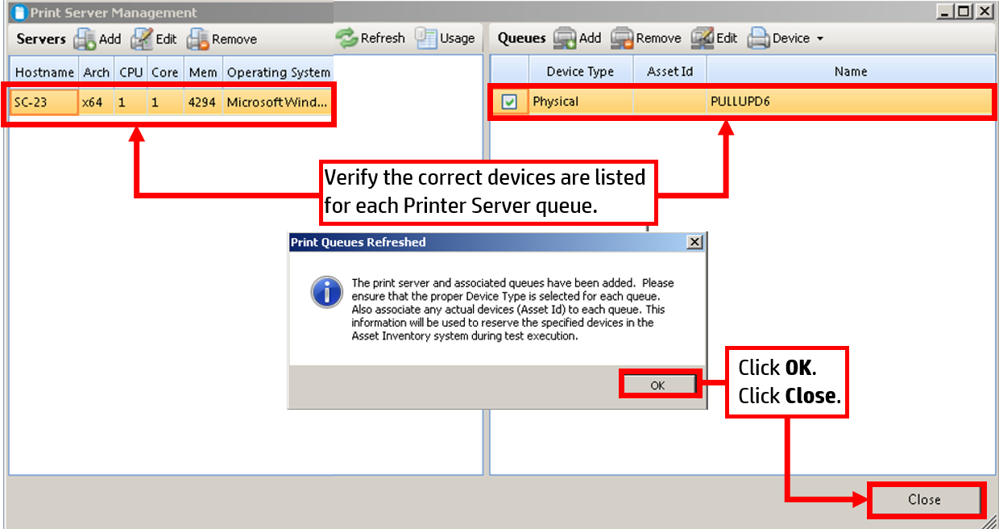 Print Server Management
Servers Add Edit Remove Refresh Usage
Queues Add Remove Edit Device
Hostname Arch CPU Core Mem Operating System
SC-23 x64 1 1 4294 Microsoft Wind...
Device Type Asset Id Name
Physical PULLUPD6
Verify the correct devices are listed
for each Printer Server queue.
Print Queues Refreshed
The print server and associated queues have been added. Please
ensure that the proper Device Type is selected for each queue.
Also associate any actual devices (Asset Id) to each queue. This
information will be used to reserve the specified devices in the
Asset Inventory system during test execution.
OK
Click OK.
Click Close.
Close